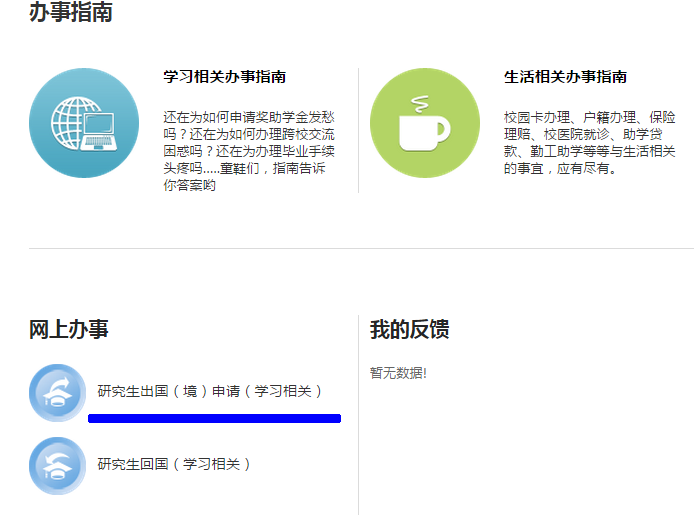 办事指南
学习相关办事指南
还在为如何申请奖助学金发愁
吗？还在为如何办理跨校交流
困惑吗？还在为办理毕业手续
头疼吗.....童鞋们，指南告诉
你答案哟
生活相关办事指南
校园卡办理、户籍办理、保险
理赔、校医院就诊、助学贷
款、勤工助学等等与生活相关
的事宜，应有尽有。
网上办事
研究生出国（境）申请（学习相关）
研究生回国（学习相关）
我的反馈
暂无数据!